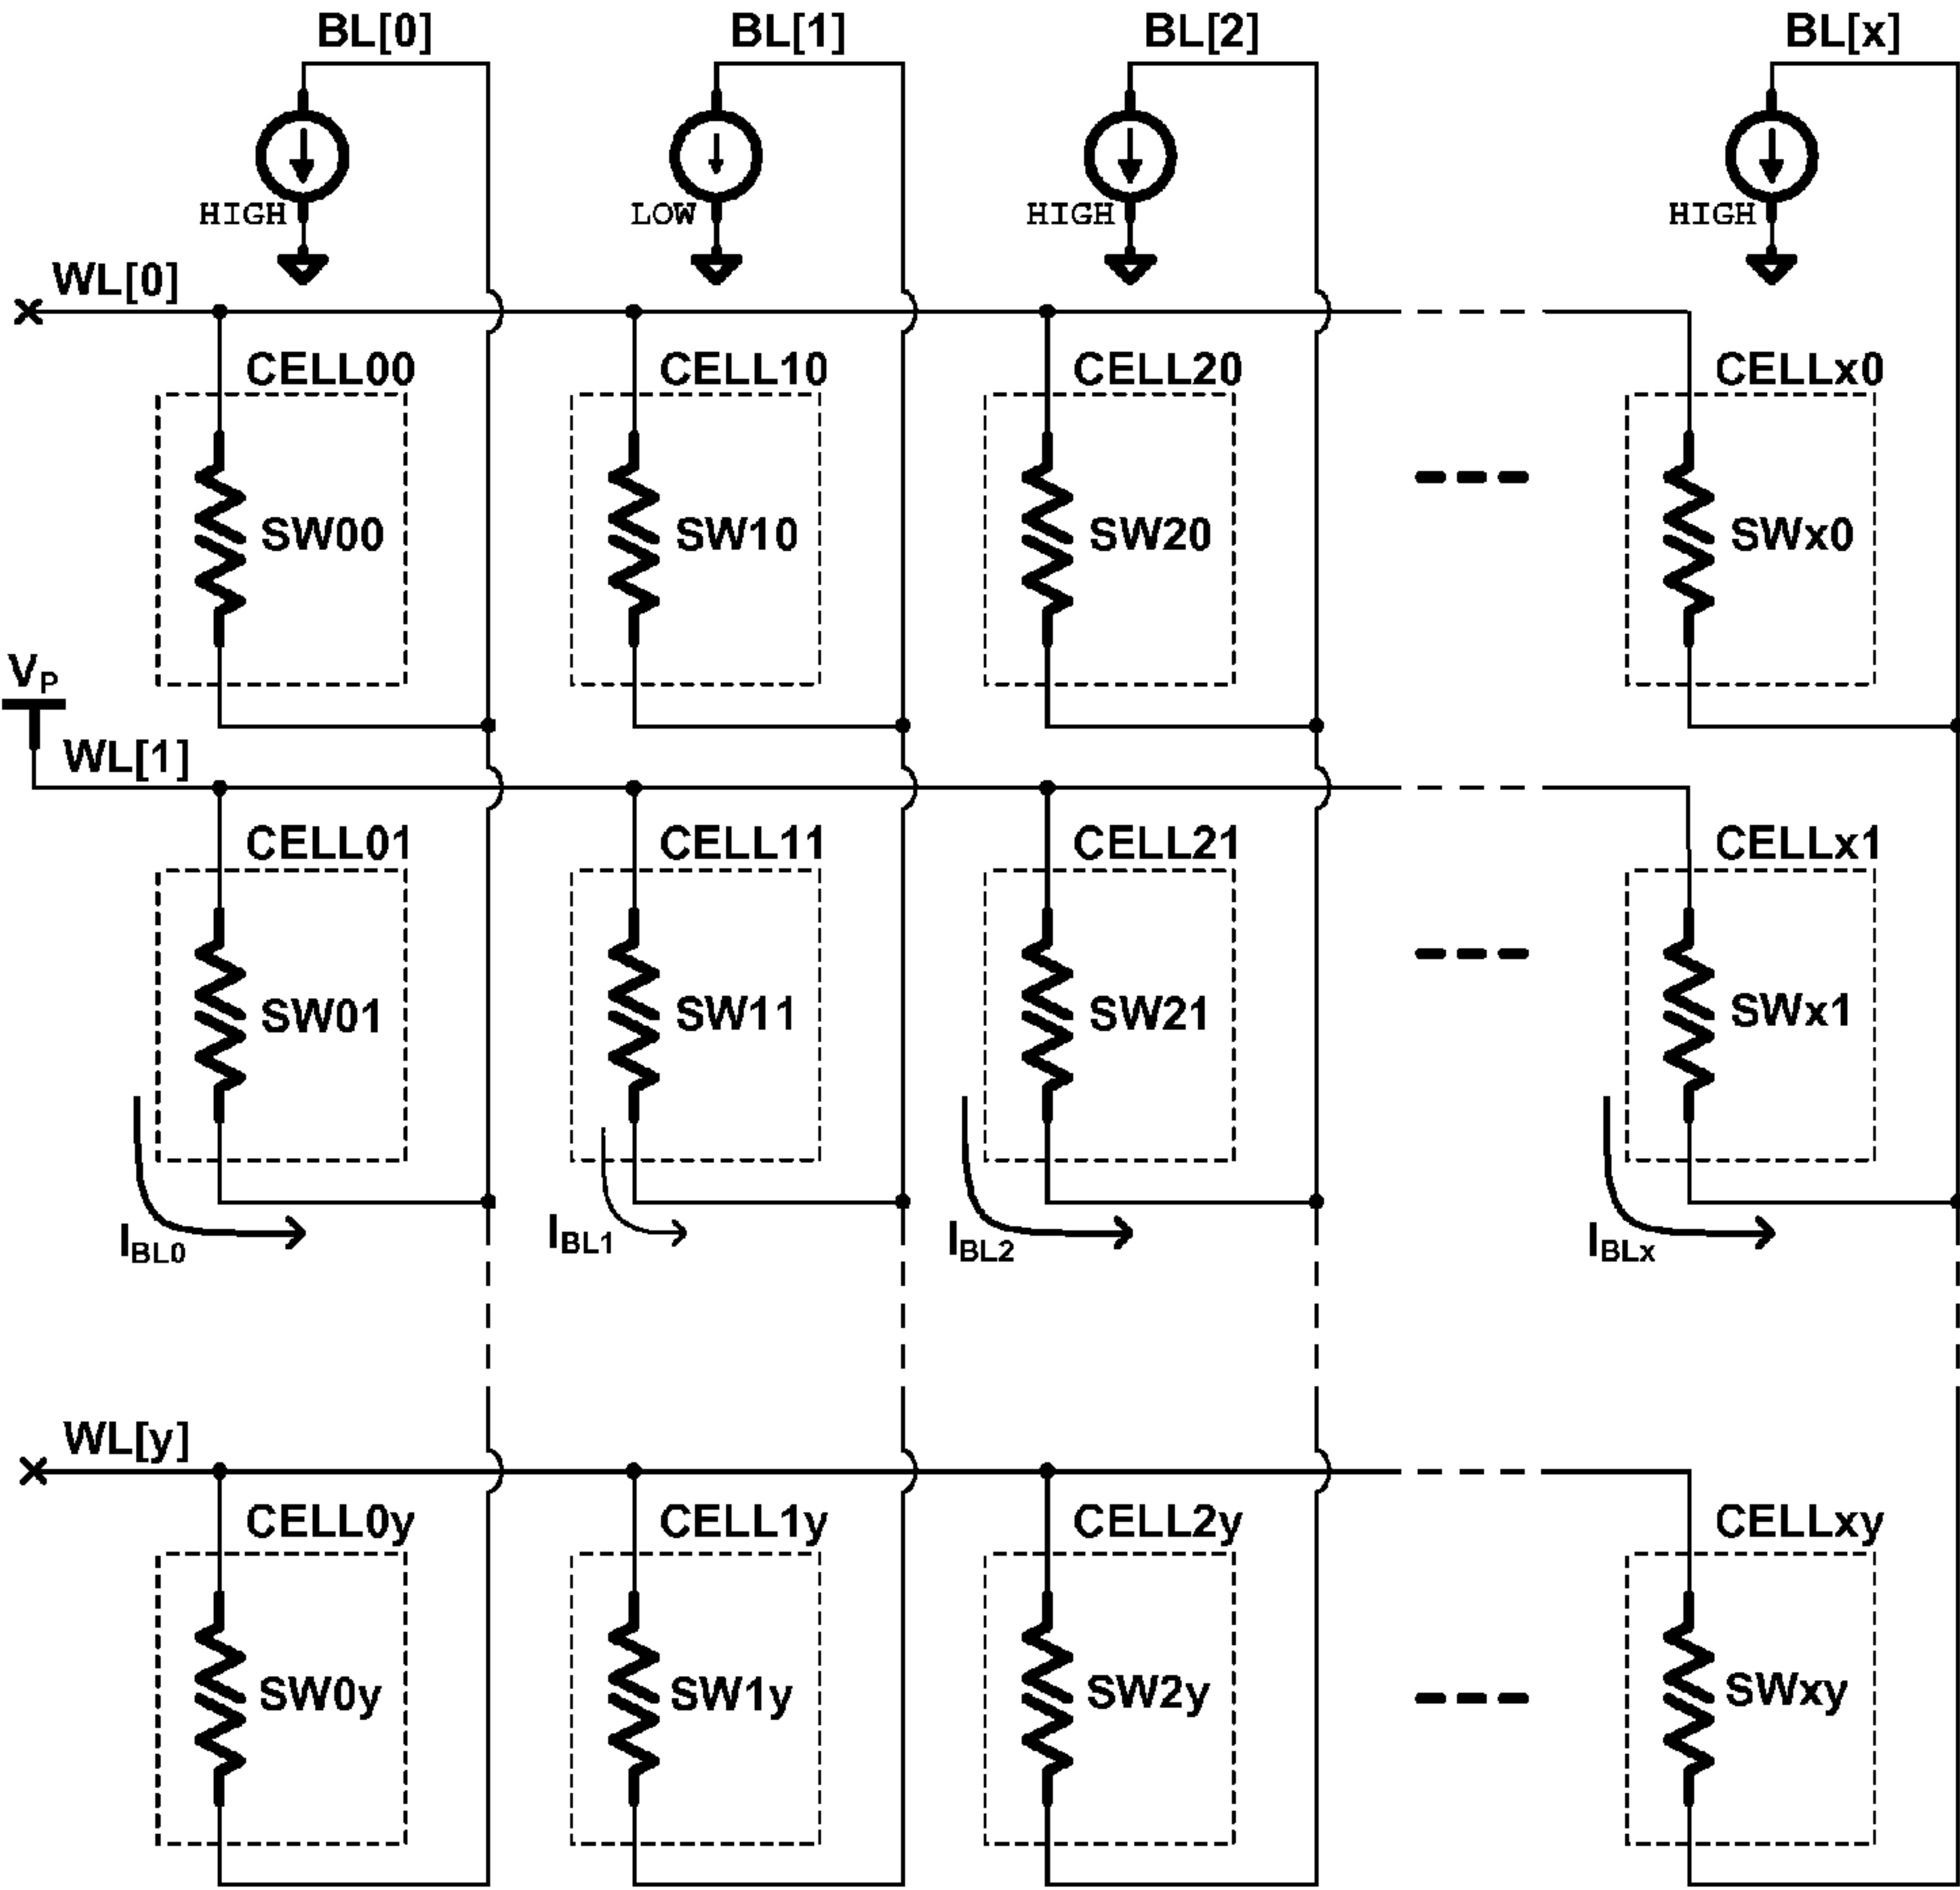 BL[0] BL[1] BL[2] BL[x]
HIGH LOW HIGH HIGH
WL[0]
CELL00 CELL10 CELL20 CELLx0
SW00 SW10 SW20 SWx0
VP
WL[1]
CELL01 CELL11 CELL21 CELLx1
SW01 SW11 SW21 SWx1
IBL0 IBL1 IBL2 IBLx
WL[y]
CELL0y CELL1y CELL2y CELLxy
SW0y SW1y SW2y SWxy